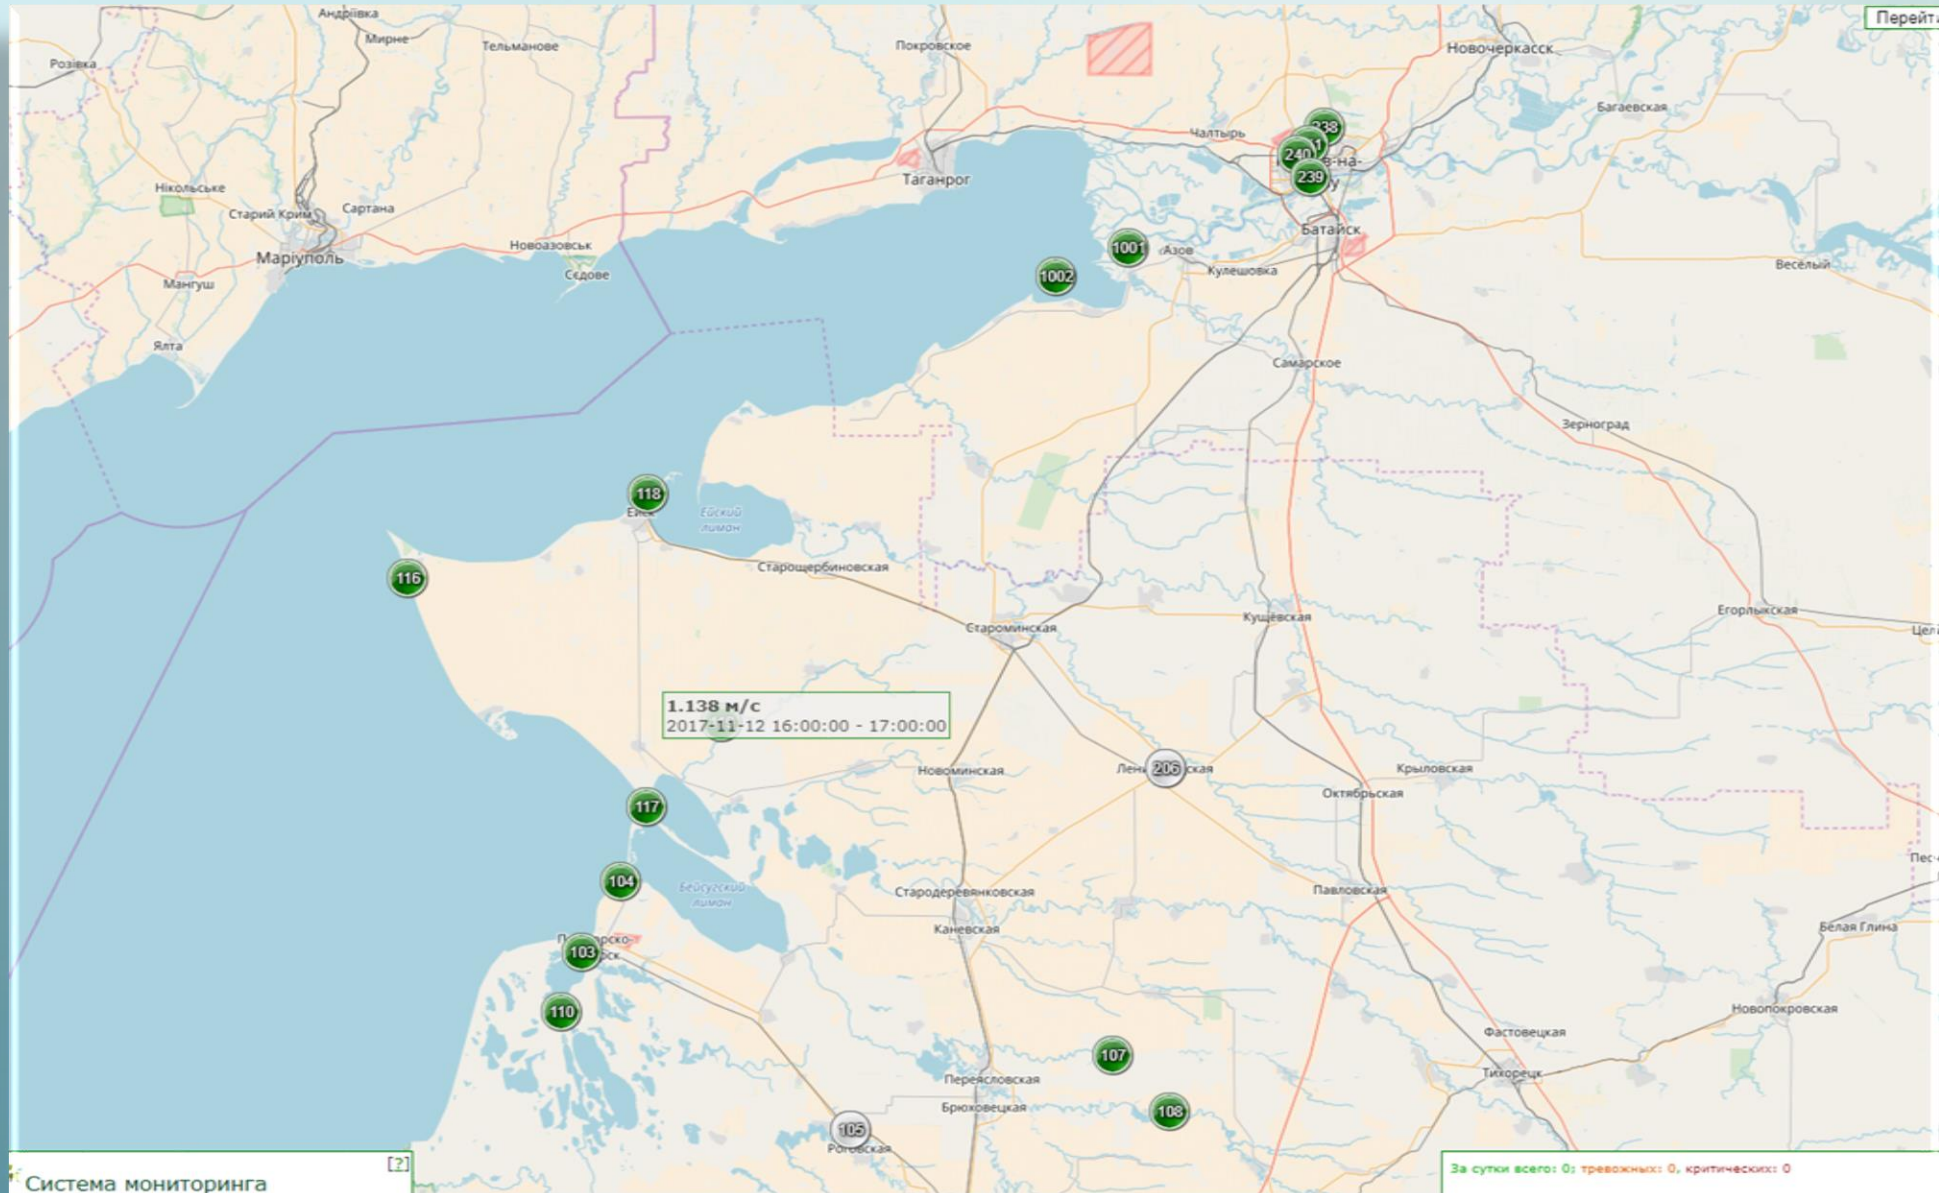 Андріївка
Мирне
Тельманове
Розівка
Покровское
Перейт
Новочеркасск
Багаевская
238
Чалтырь
240
в-на-
239
Таганрог
Нікольське
Старий Крим
Сартана
Маріуполь
Новоазовськ
Сєдове
Мангуш
1001
Азов
Батайск
1002
Кулешовка
Весёлый
Ялта
Самарское
Зерноград
118
Ейский
лиман
116
Старощербиновская
Староминская
Кущёвская
Егорлыкская
1.138 м/с
2017-11-12 16:00:00 - 17:00:00
Новоминская
206
Крыловская
Октябрьская
117
104
Бейсугский
лиман
Стародеревянковская
Каневская
Павловская
Белая Глина
103
110
Новопокровская
Фастовецкая
Тихорецк
107
Переясловская
Брюховецкая
108
105
Роговская
[?]
Система мониторинга
За сутки всего: 0; тревожных: 0, критических: 0